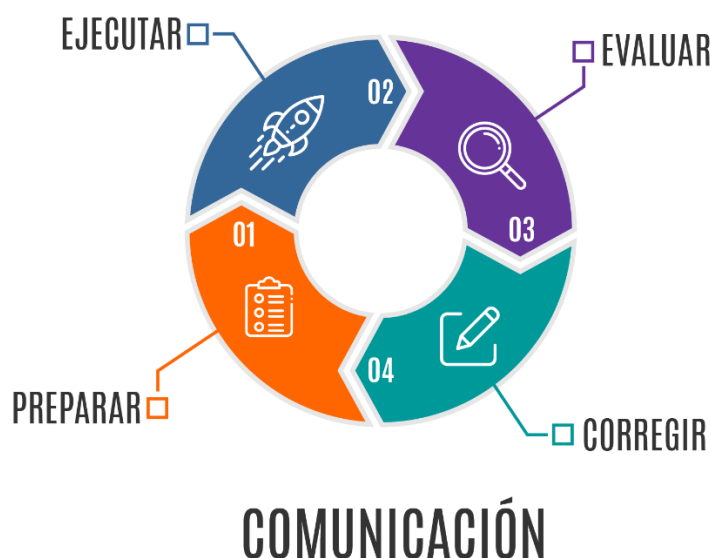 EJECUTAR
EVALUAR
02
01
03
04
PREPARAR
CORREGIR
COMUNICACIÓN